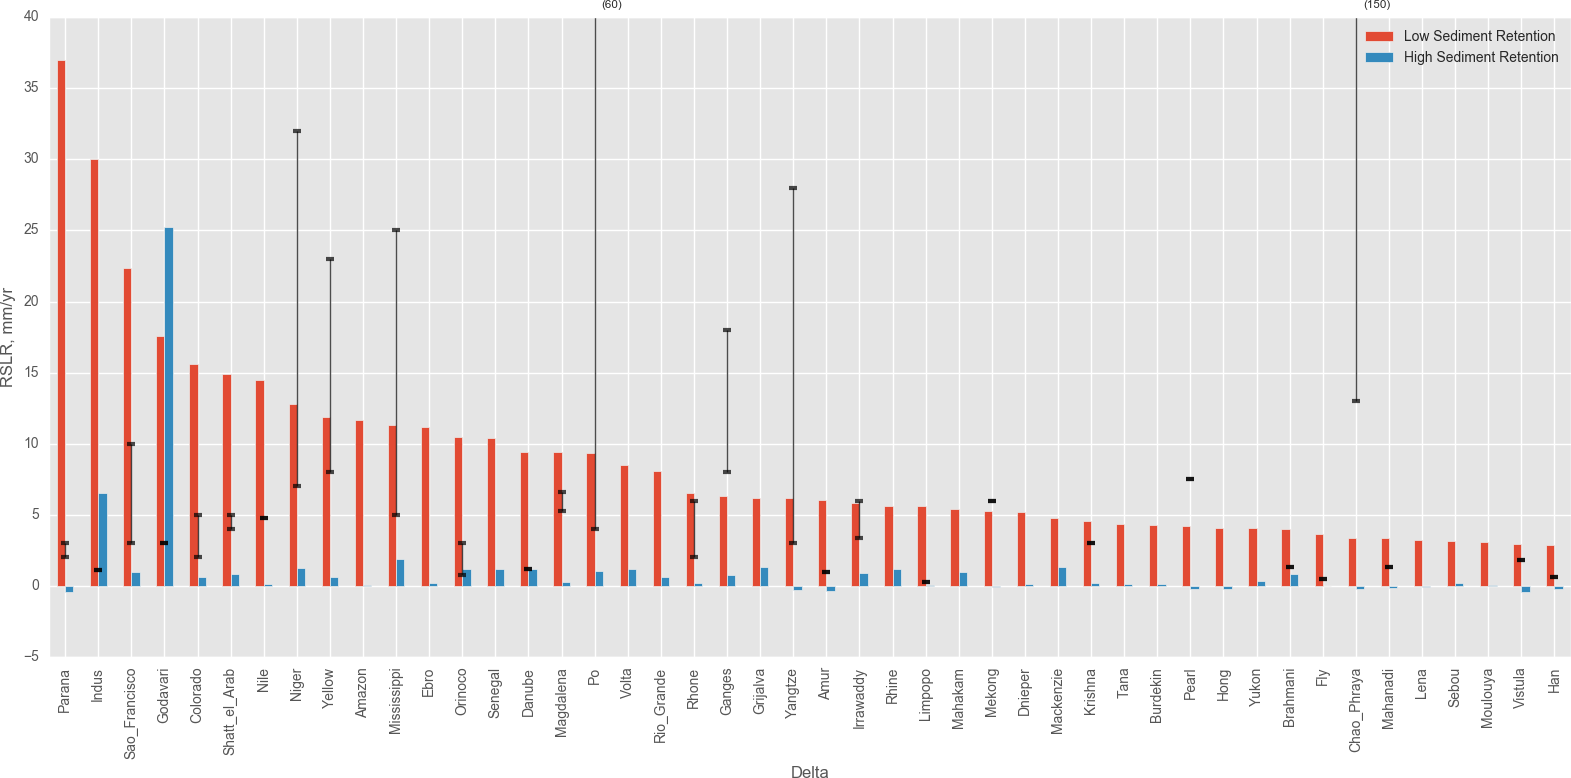 (60)
(150)
40
35
30
25
20
15
10
5
0
−5
RSLR, mm/yr
Low Sediment Retention
High Sediment Retention
Parana
Indus
Sao_Francisco
Godavari
Colorado
Shatt_el_Arab
Nile
Niger
Yellow
Amazon
Mississippi
Ebro
Orinoco
Senegal
Danube
Magdalena
Po
Volta
Rio_Grande
Rhone
Ganges
Grijalva
Yangtze
Amur
Irrawaddy
Rhine
Limpopo
Mahakam
Mekong
Dnieper
Mackenzie
Krishna
Tana
Burdekin
Pearl
Hong
Yukon
Brahmani
Fly
Chao_Phraya
Mahanadi
Lena
Sebou
Moulouya
Vistula
Han
Delta